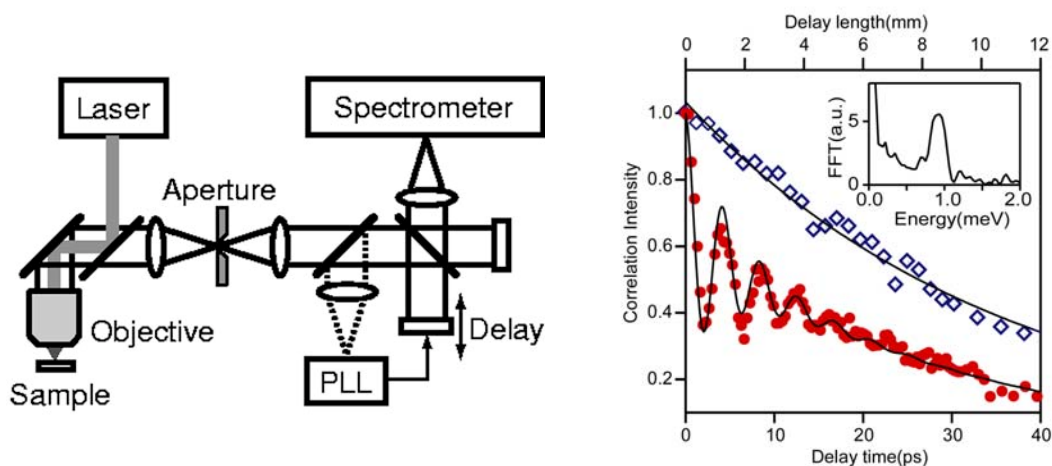 Laser
Spectrometer
Aperture
Objective
Sample
PLL
Delay
Delay length(mm)
0 2 4 6 8 10 12
Correlation Intensity
1.0
0.8
0.6
0.4
0.2
0 10 20 30 40
Delay time(ps)
FFT(a.u.)
5
0
0 1.0 2.0
Energy(meV)